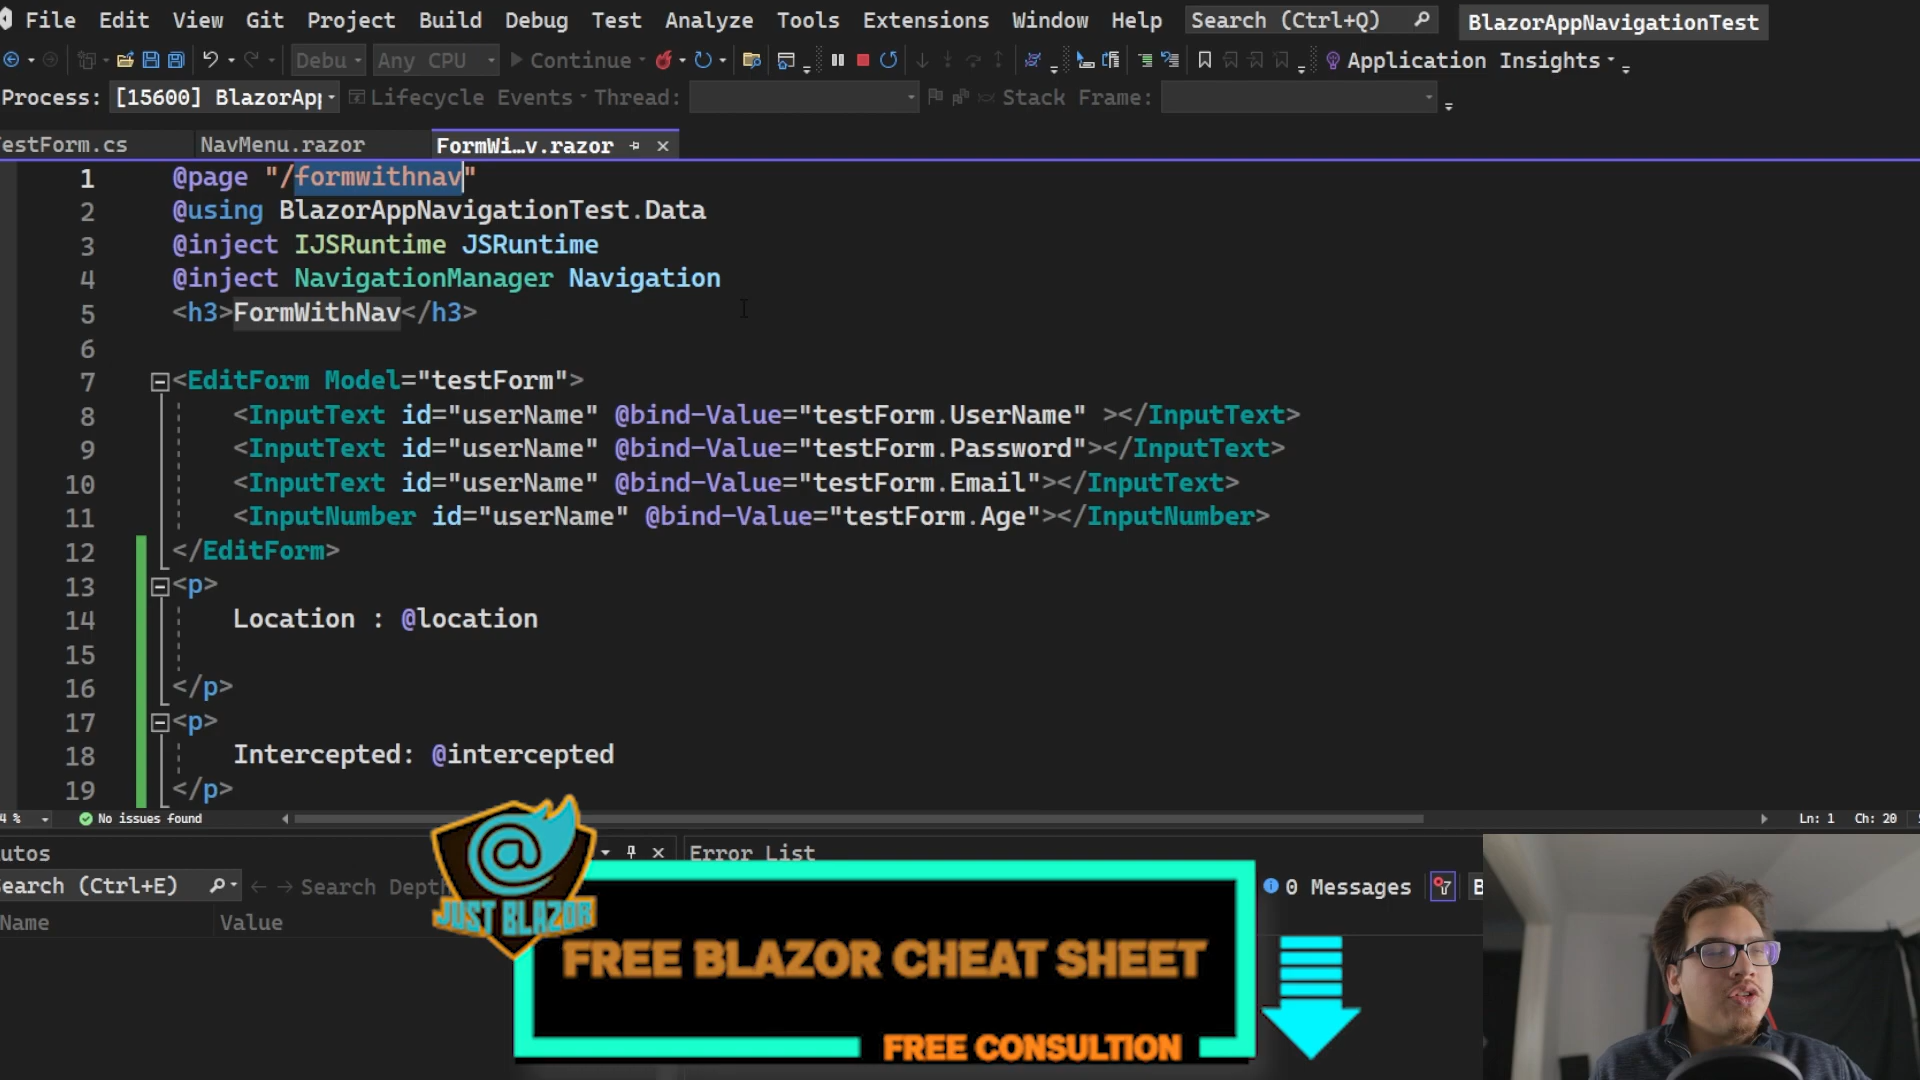 File Edit View Git Project Build Debug Test Analyze Tools Extensions Window Help Search (Ctrl+Q) BlazorAppNavigationTest
Debug Any CPU Continue Application Insights
Process: [15600] BlazorApp Lifecycle Events Thread: Stack Frame:
estForm.cs NavMenu.razor FormWi…v.razor
1 @page "/formwithnav"
2 @using BlazorAppNavigationTest.Data
3 @inject IJSRuntime JSRuntime
4 @inject NavigationManager Navigation
5 <h3>FormWithNav</h3>
6
7 <EditForm Model="testForm">
8 <InputText id="userName" @bind-Value="testForm.UserName" ></InputText>
9 <InputText id="userName" @bind-Value="testForm.Password"></InputText>
10 <InputText id="userName" @bind-Value="testForm.Email"></InputText>
11 <InputNumber id="userName" @bind-Value="testForm.Age"></InputNumber>
12 </EditForm>
13 <p>
14 Location : @location
15
16 </p>
17 <p>
18 Intercepted: @intercepted
19 </p>
4 % No issues found Ln: 1 Ch: 20
utos Error List
earch (Ctrl+E) Search Depth 0 Messages
Name Value
@
JUST BLAZOR
FREE BLAZOR CHEAT SHEET
FREE CONSULTION